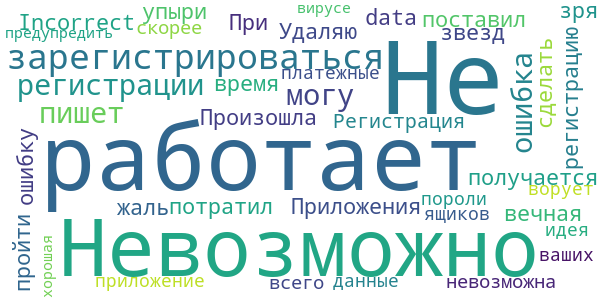 вирусе
упыри
Incorrect
скорее
При
Удаляю
data
поставил
зря
предупредить
звезд
зарегистрироваться
Не
ошибка
сделать
регистрацию
регистрации
время
платежные
могу
пишет
Произошла
Регистрация
ошибку
работает
получается
ворует
жаль
потратил
Приложения
пороли
ящиков
вечная
идея
пройти
хорошая
Невозможно
ваших
приложение
всего
данные
невозможна